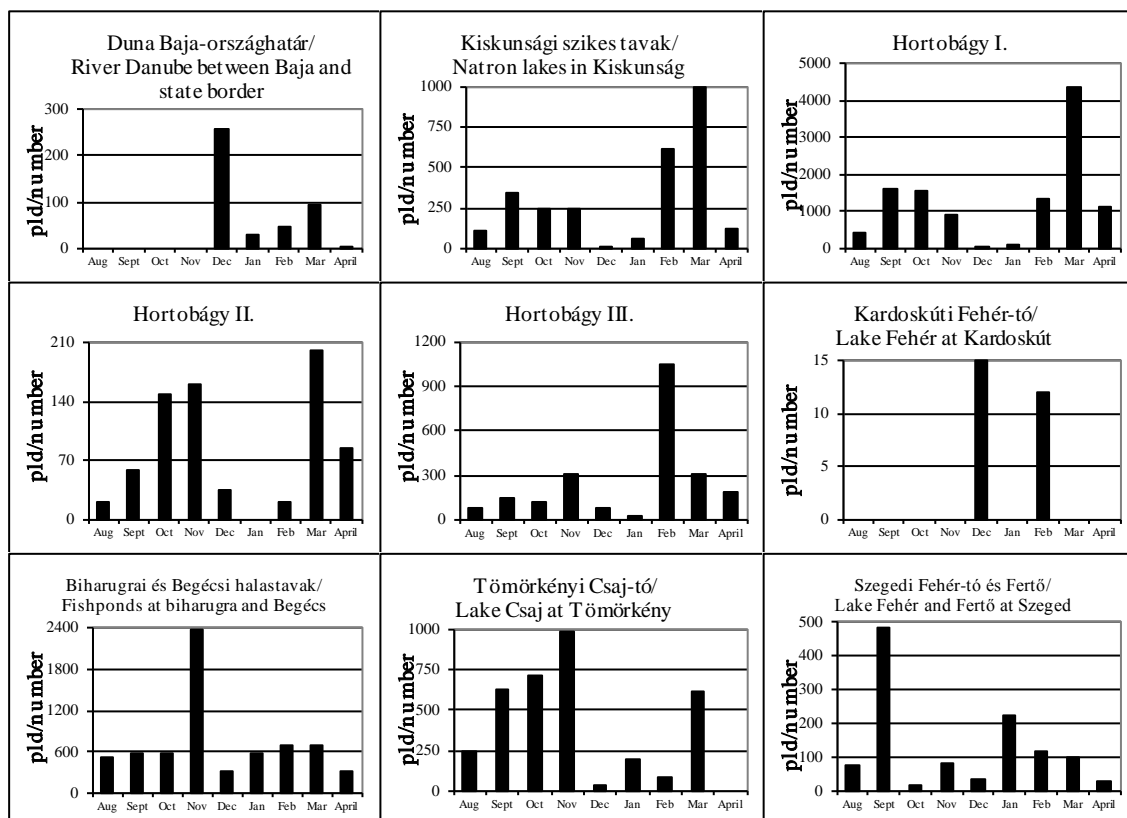 Duna Baja-országhatár/
River Danube between Baja and
state border
pld/number
300
200
100
0
Aug Sept Oct Nov Dec Jan Feb Mar April
Kiskunsági szikes tavak/
Natron lakes in Kiskunság
pld/number
1000
750
500
250
0
Aug Sept Oct Nov Dec Jan Feb Mar April
Hortobágy I.
pld/number
5000
4000
3000
2000
1000
0
Aug Sept Oct Nov Dec Jan Feb Mar April
Hortobágy II.
pld/number
210
140
70
0
Aug Sept Oct Nov Dec Jan Feb Mar April
Hortobágy III.
pld/number
1200
900
600
300
0
Aug Sept Oct Nov Dec Jan Feb Mar April
Kardoskúti Fehér-tó/
Lake Fehér at Kardoskút
pld/number
15
10
5
0
Aug Sept Oct Nov Dec Jan Feb Mar April
Biharugrai és Begécsi halastavak/
Fishponds at biharugra and Begécs
pld/number
2400
1800
1200
600
0
Aug Sept Oct Nov Dec Jan Feb Mar April
Tömörkényi Csaj-tó/
Lake Csaj at Tömörkény
pld/number
1000
750
500
250
0
Aug Sept Oct Nov Dec Jan Feb Mar April
Szegedi Fehér-tó és Fertő/
Lake Fehér and Fertő at Szeged
pld/number
500
400
300
200
100
0
Aug Sept Oct Nov Dec Jan Feb Mar April